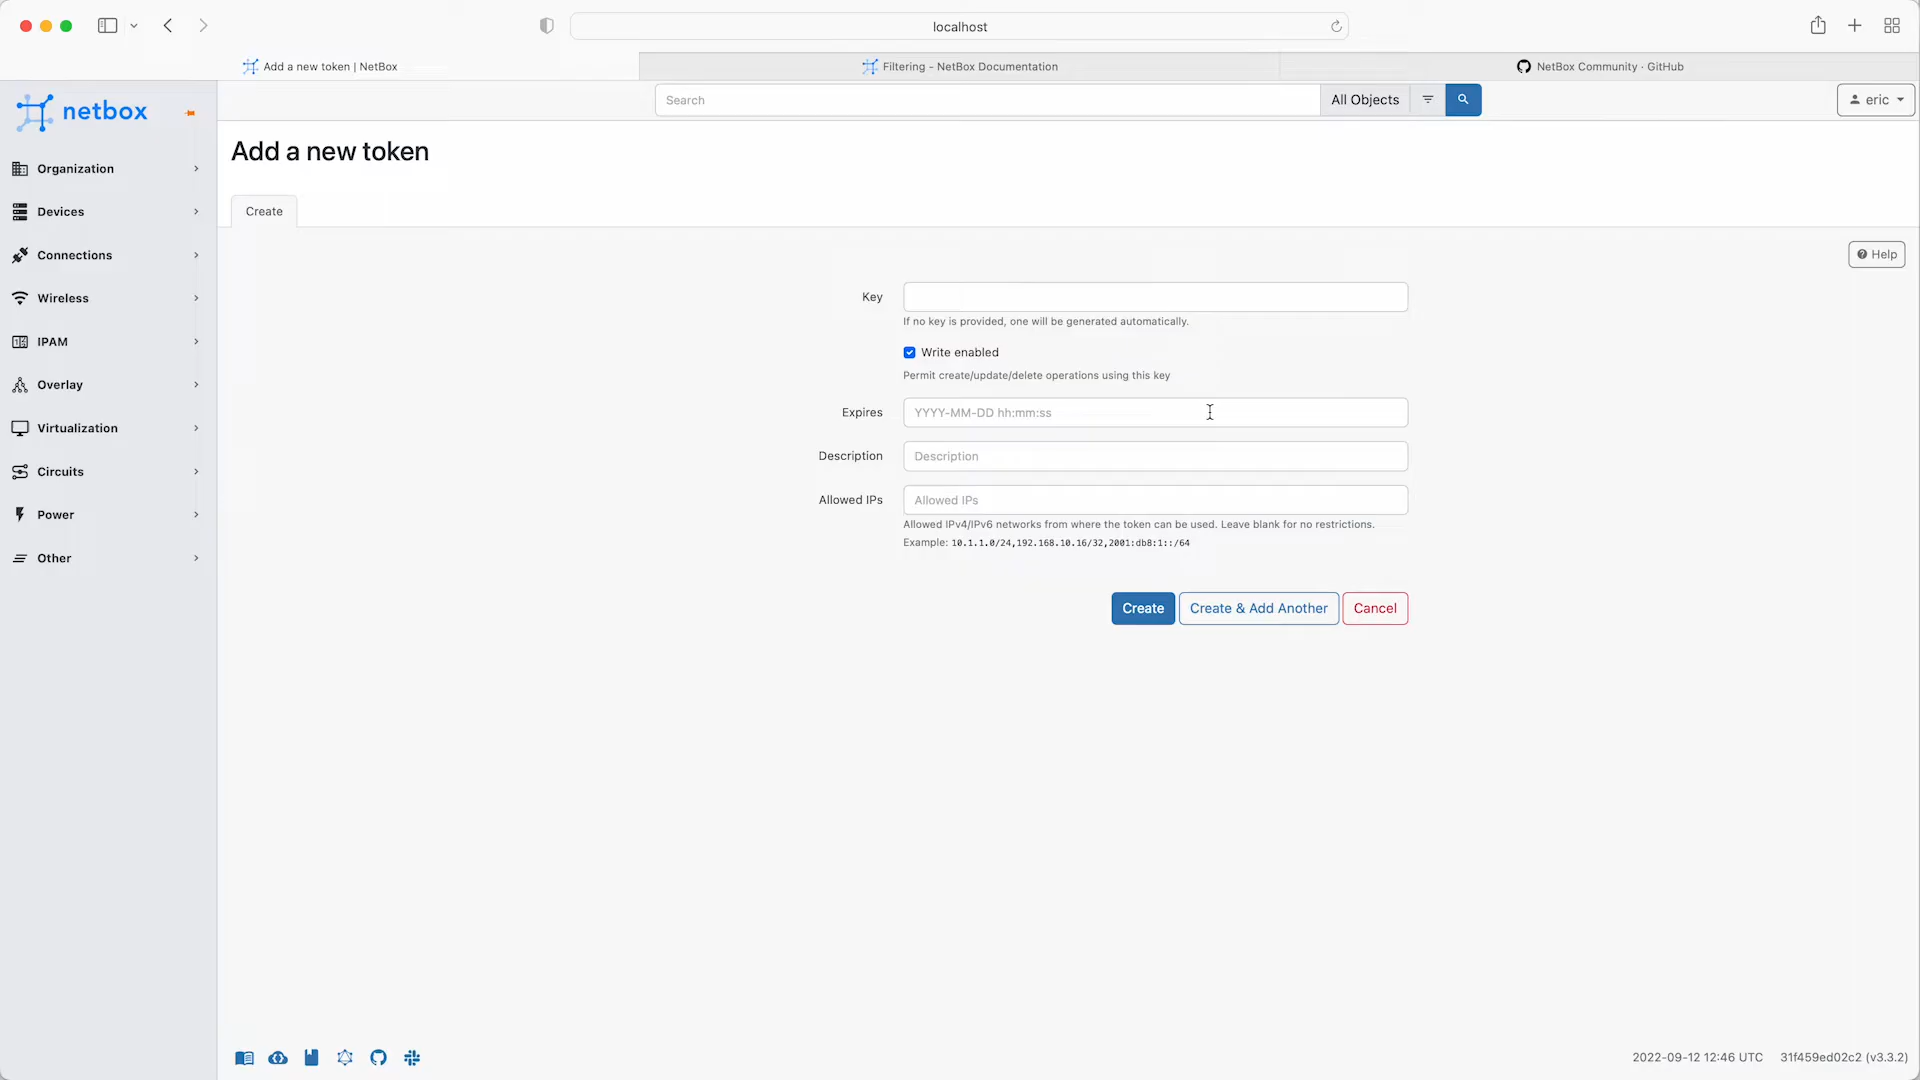 localhost
Add a new token | NetBox
Filtering - NetBox Documentation
NetBox Community · GitHub
netbox
Search
All Objects
eric
Add a new token
Organization
Devices
Connections
Wireless
IPAM
Overlay
Virtualization
Circuits
Power
Other
Create
Help
Key
If no key is provided, one will be generated automatically.
Write enabled
Permit create/update/delete operations using this key
Expires
YYYY-MM-DD hh:mm:ss
Description
Description
Allowed IPs
Allowed IPs
Allowed IPv4/IPv6 networks from where the token can be used. Leave blank for no restrictions.
Example: 10.1.1.0/24,192.168.10.16/32,2001:db8:1::/64
Create
Create & Add Another
Cancel
2022-09-12 12:46 UTC
31f459ed02c2 (v3.3.2)